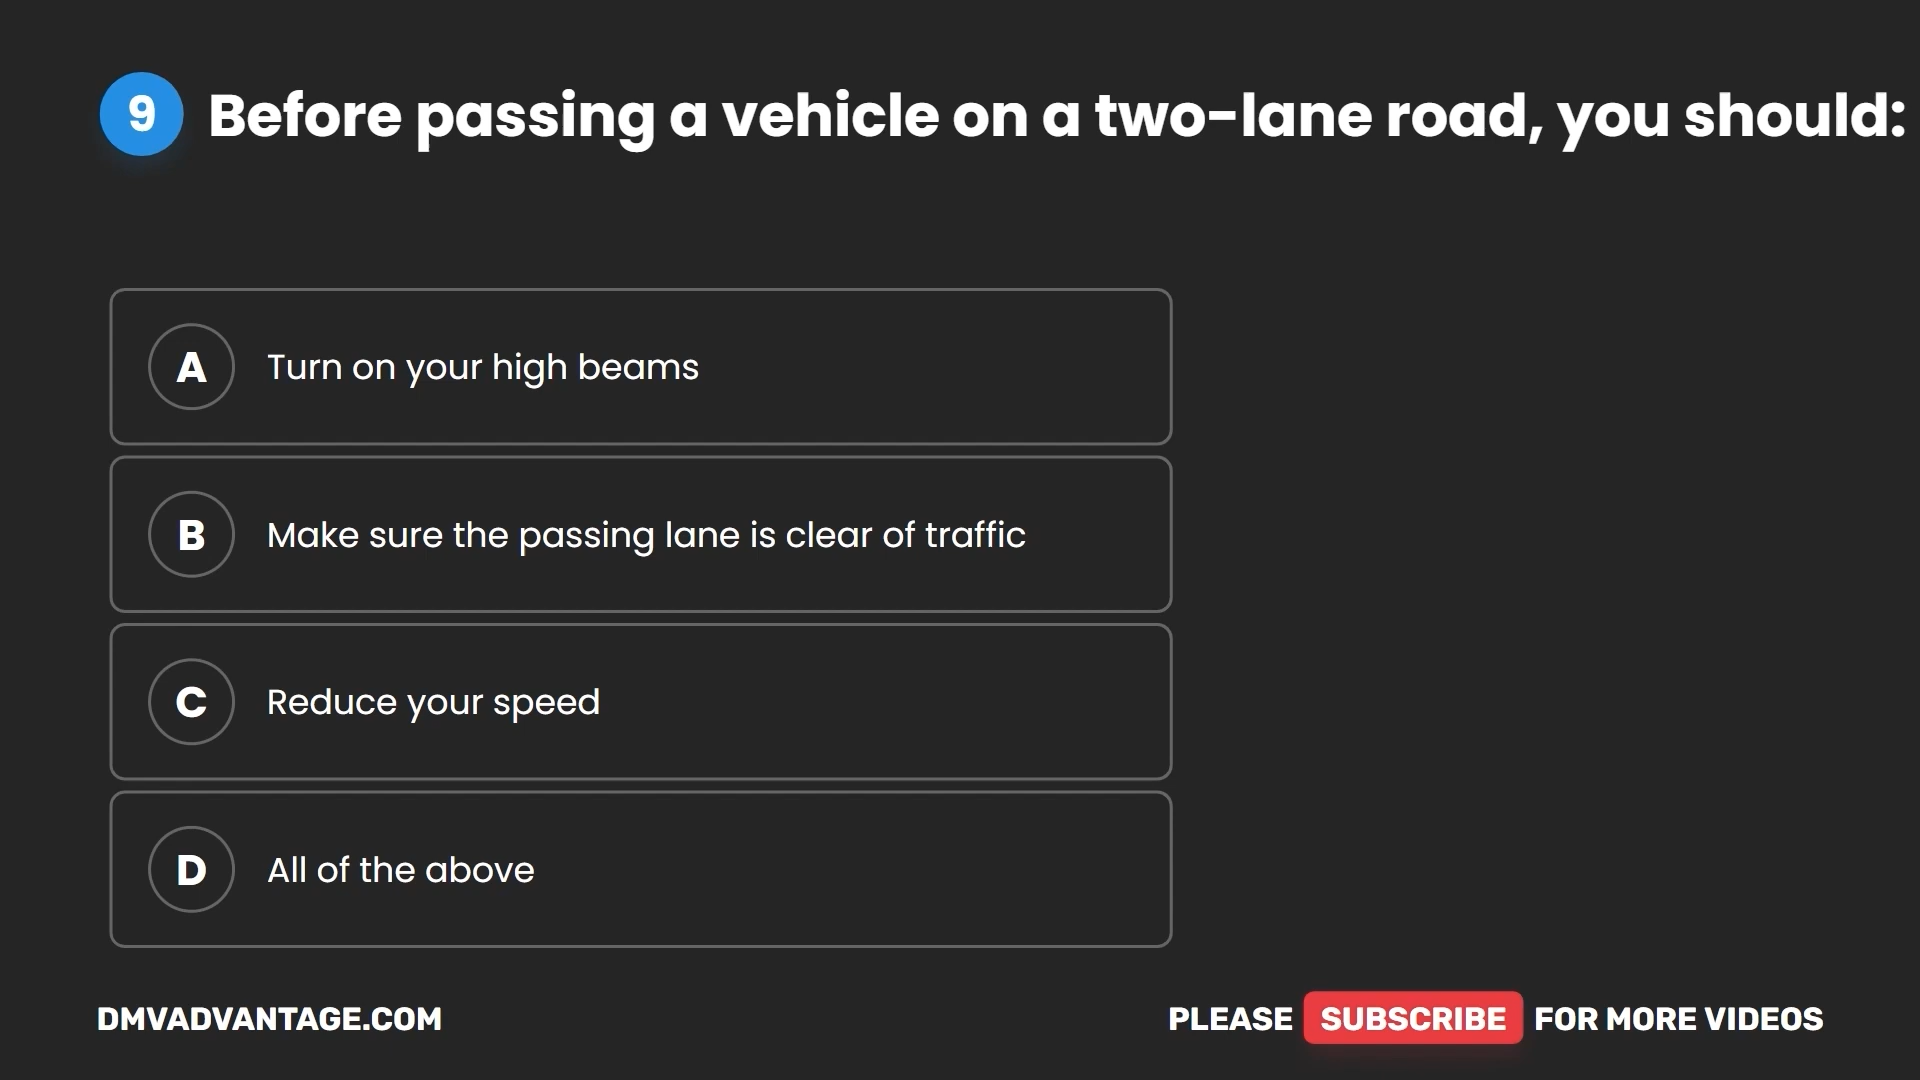 9 Before passing a vehicle on a two-lane road, you should:
A Turn on your high beams
B Make sure the passing lane is clear of traffic
C Reduce your speed
D All of the above
DMVADVANTAGE.COM
PLEASE SUBSCRIBE FOR MORE VIDEOS